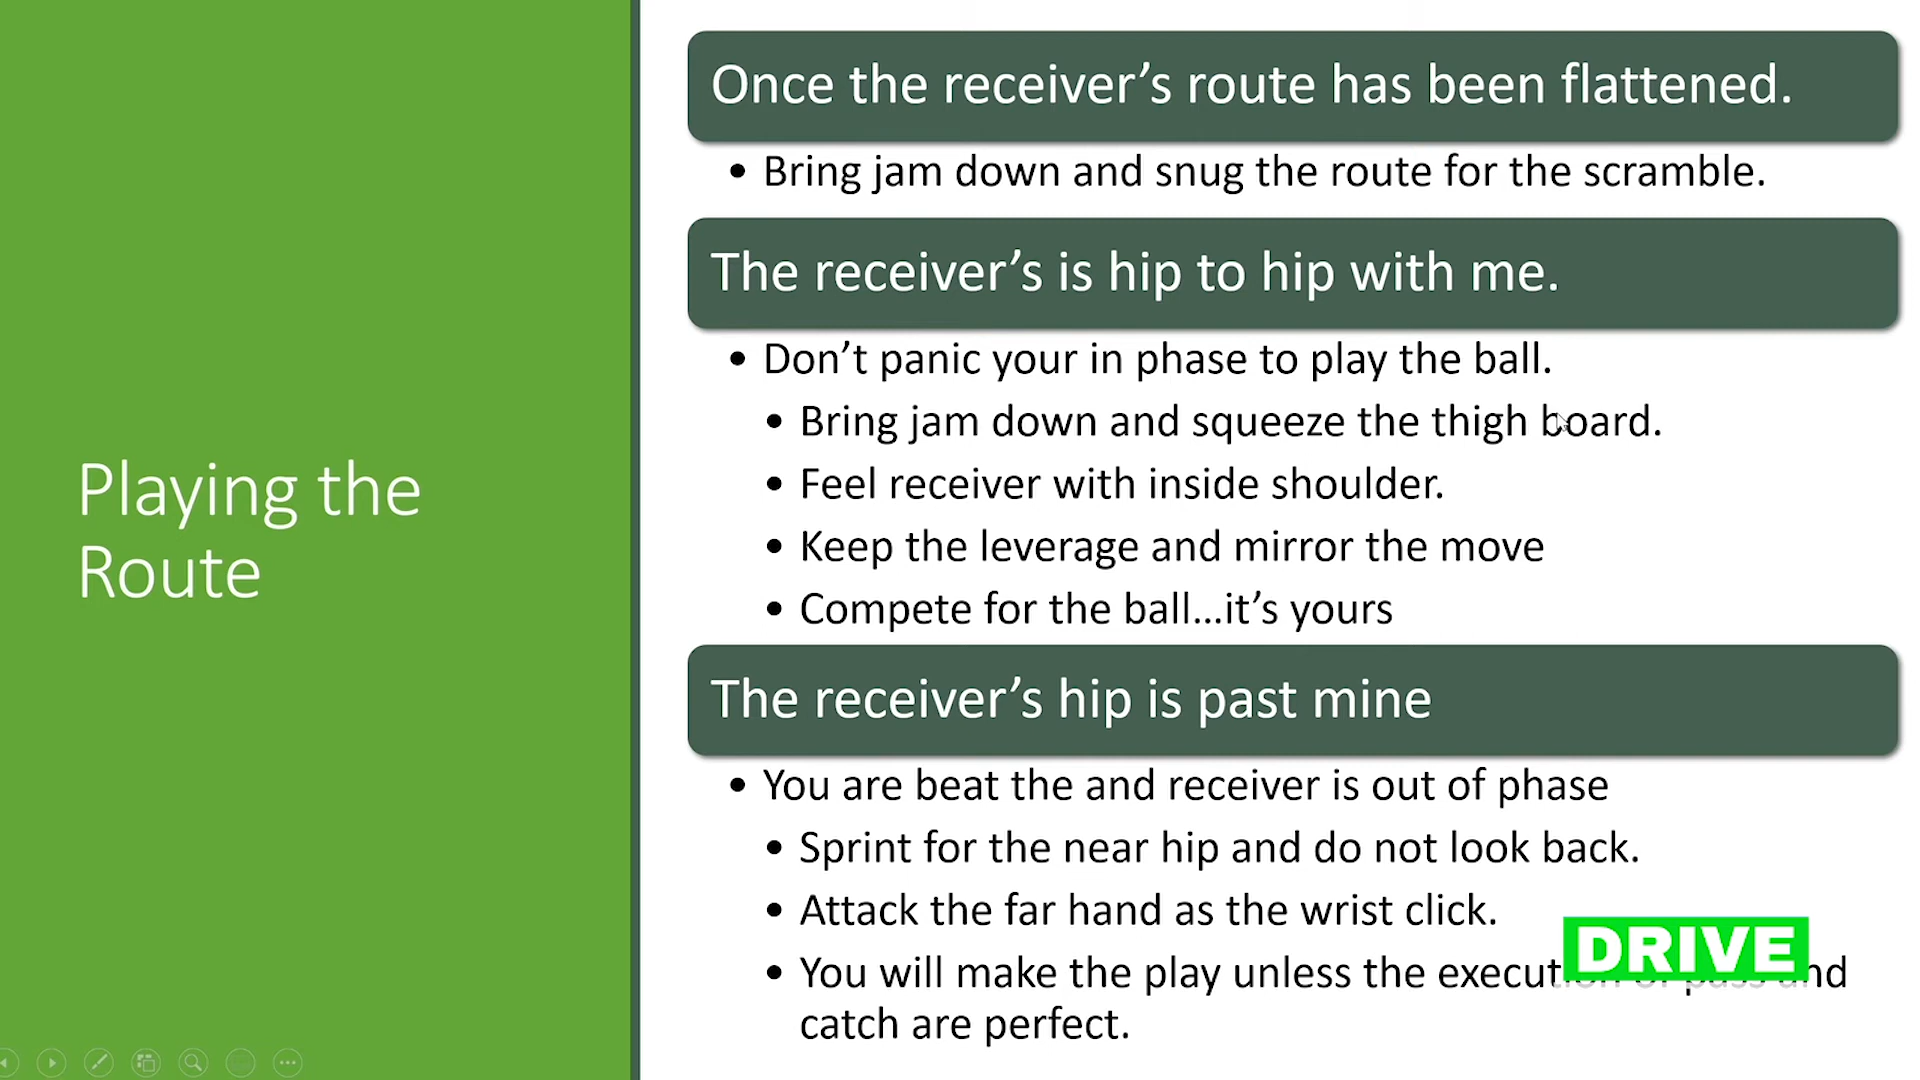 Playing the
Route
Once the receiver’s route has been flattened.
• Bring jam down and snug the route for the scramble.
The receiver’s is hip to hip with me.
• Don’t panic your in phase to play the ball.
• Bring jam down and squeeze the thigh board.
• Feel receiver with inside shoulder.
• Keep the leverage and mirror the move
• Compete for the ball...it’s yours
The receiver’s hip is past mine
• You are beat the and receiver is out of phase
• Sprint for the near hip and do not look back.
• Attack the far hand as the wrist click.
• You will make the play unless the execution of pass and
catch are perfect.
DRIVE